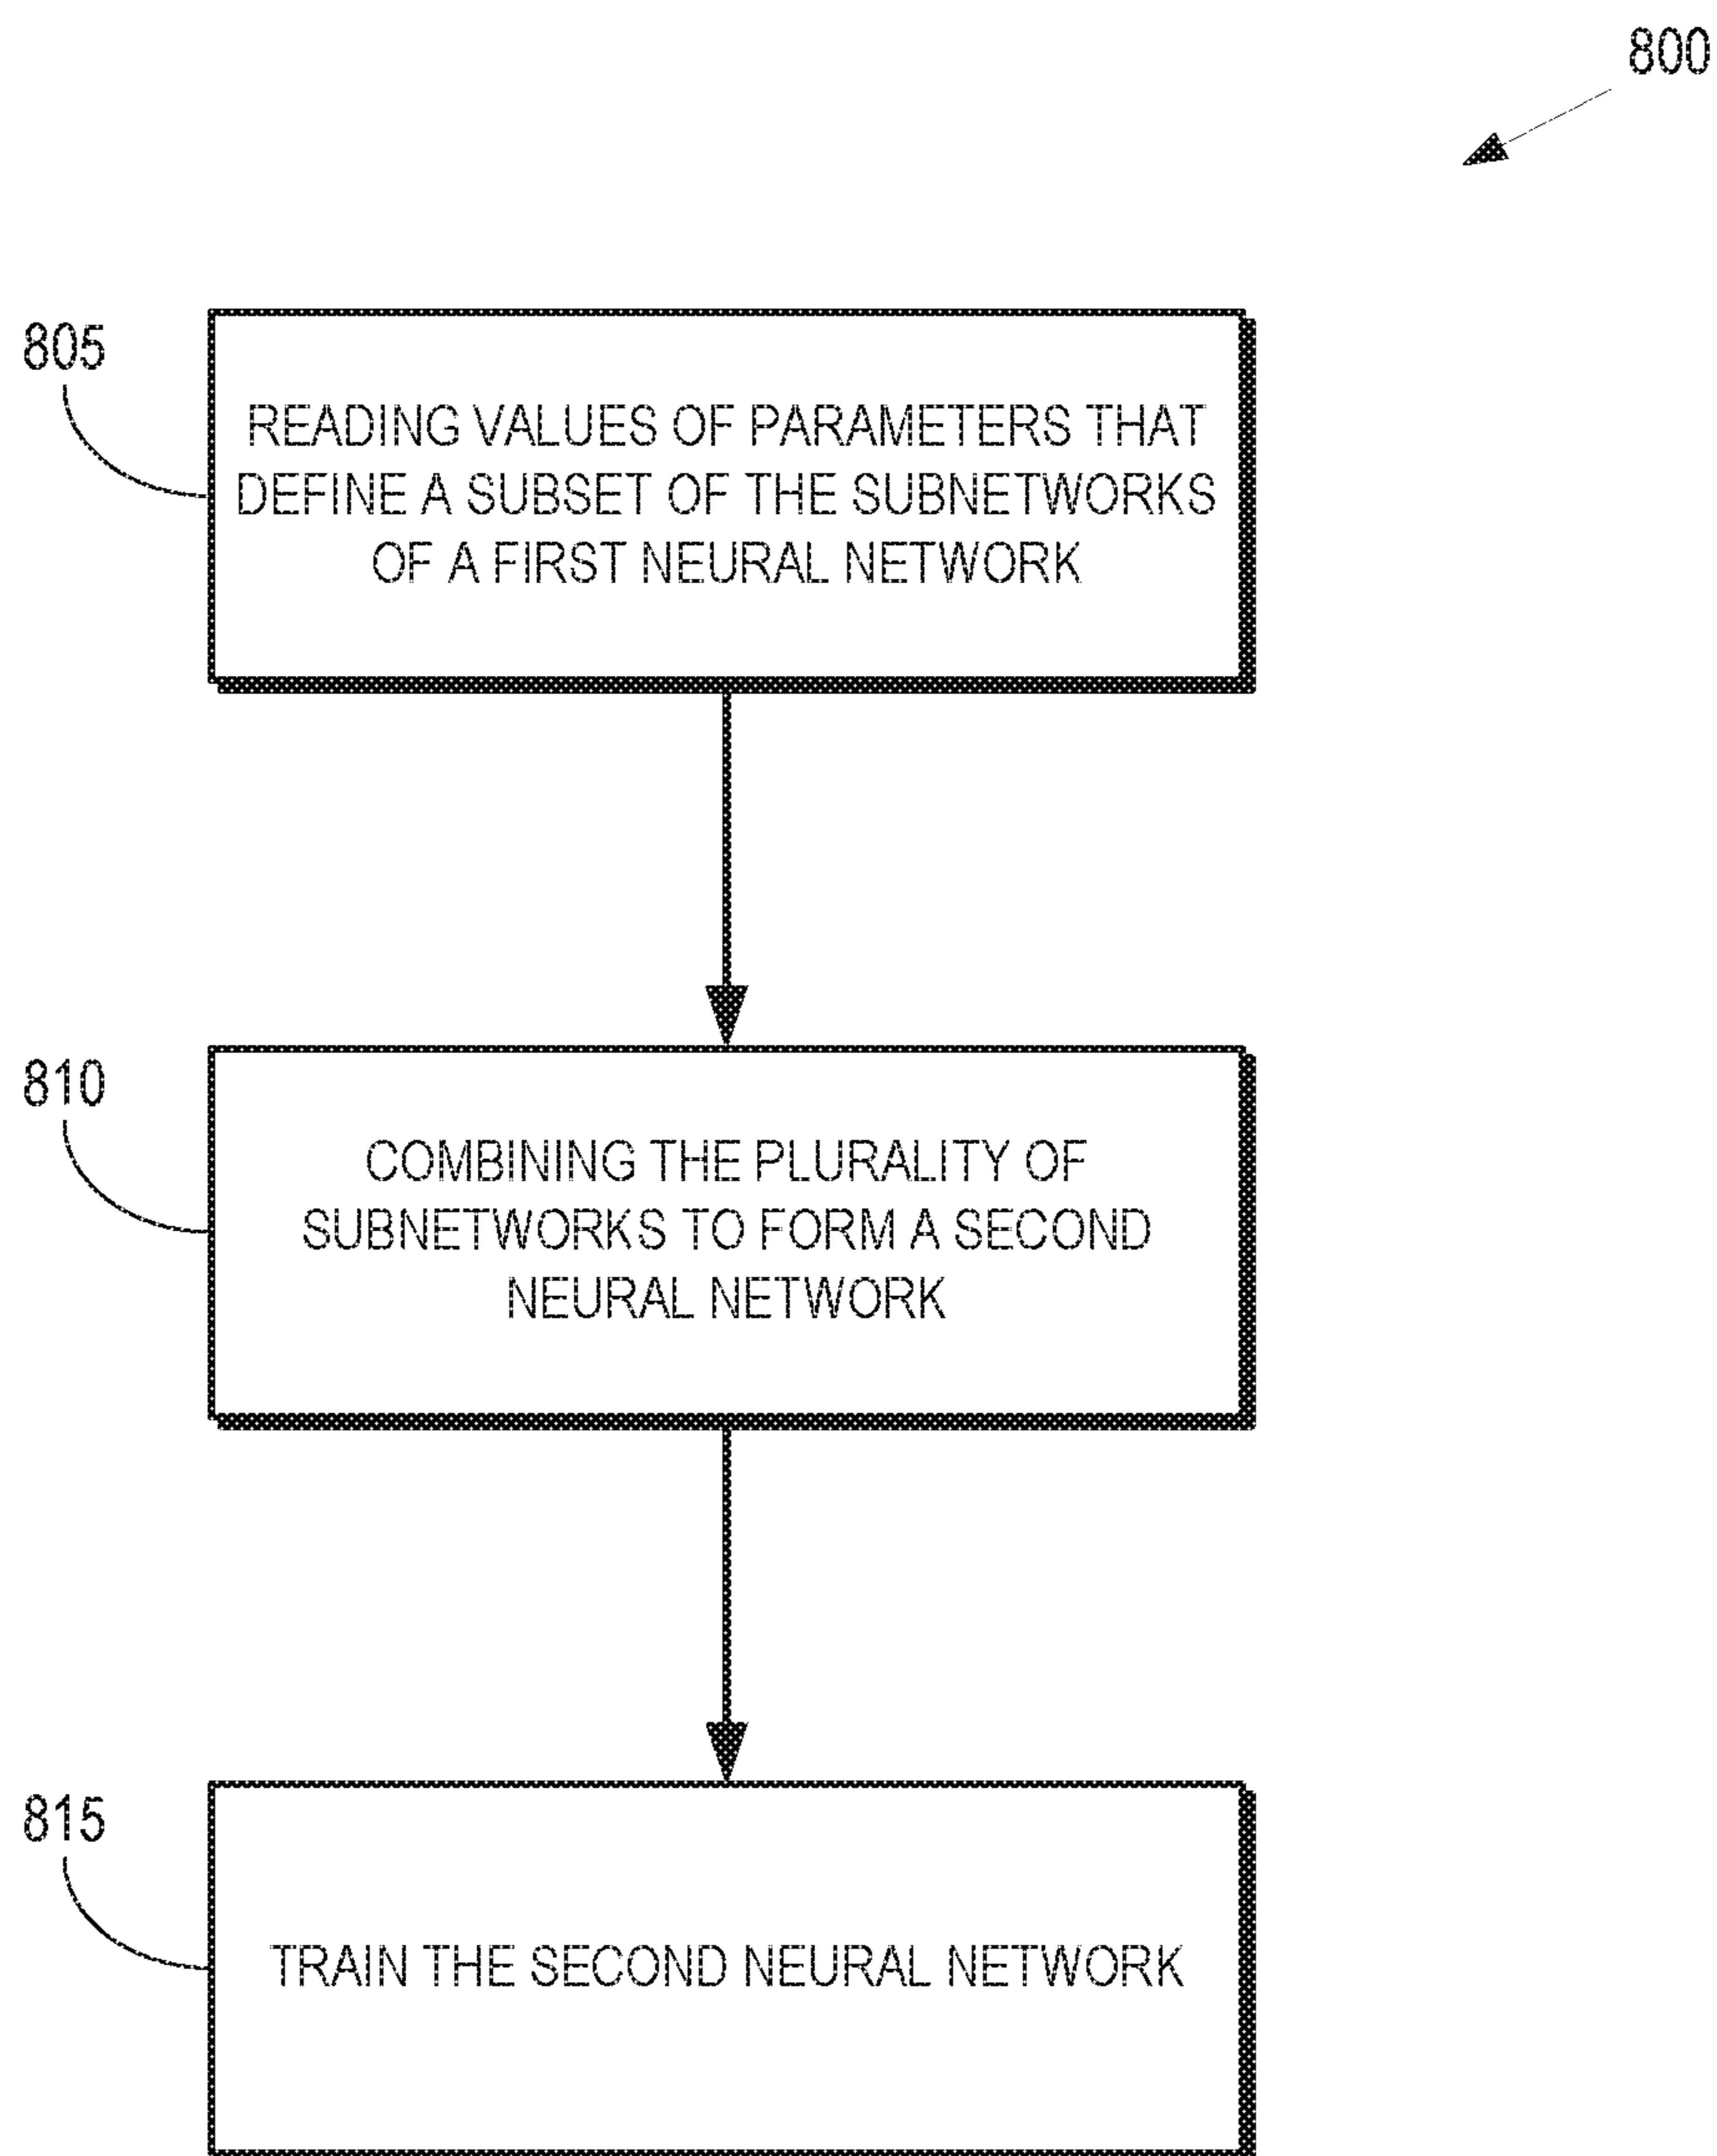 800
805
READING VALUES OF PARAMETERS THAT
DEFINE A SUBSET OF THE SUBNETWORKS
OF A FIRST NEURAL NETWORK
810
COMBINING THE PLURALITY OF
SUBNETWORKS TO FORM A SECOND
NEURAL NETWORK
815
TRAIN THE SECOND NEURAL NETWORK